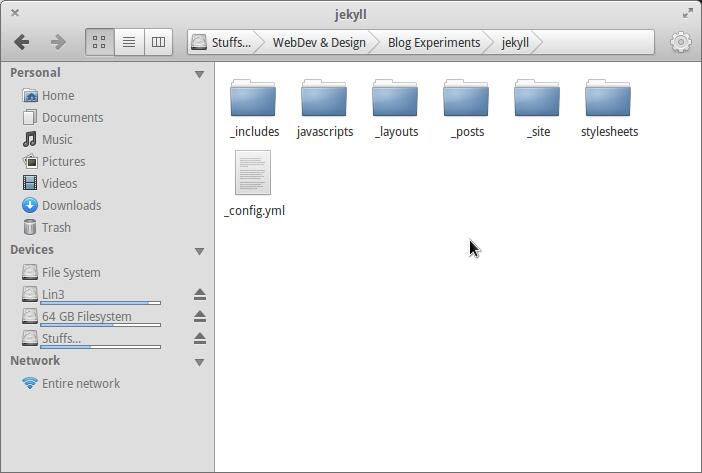 jekyll
Stuffs... WebDev & Design Blog Experiments jekyll
Personal
Home
Documents
Music
Pictures
Videos
Downloads
Trash
Devices
File System
Lin3
64 GB Filesystem
Stuffs...
Network
Entire network
_includes javascripts _layouts _posts _site stylesheets
_config.yml